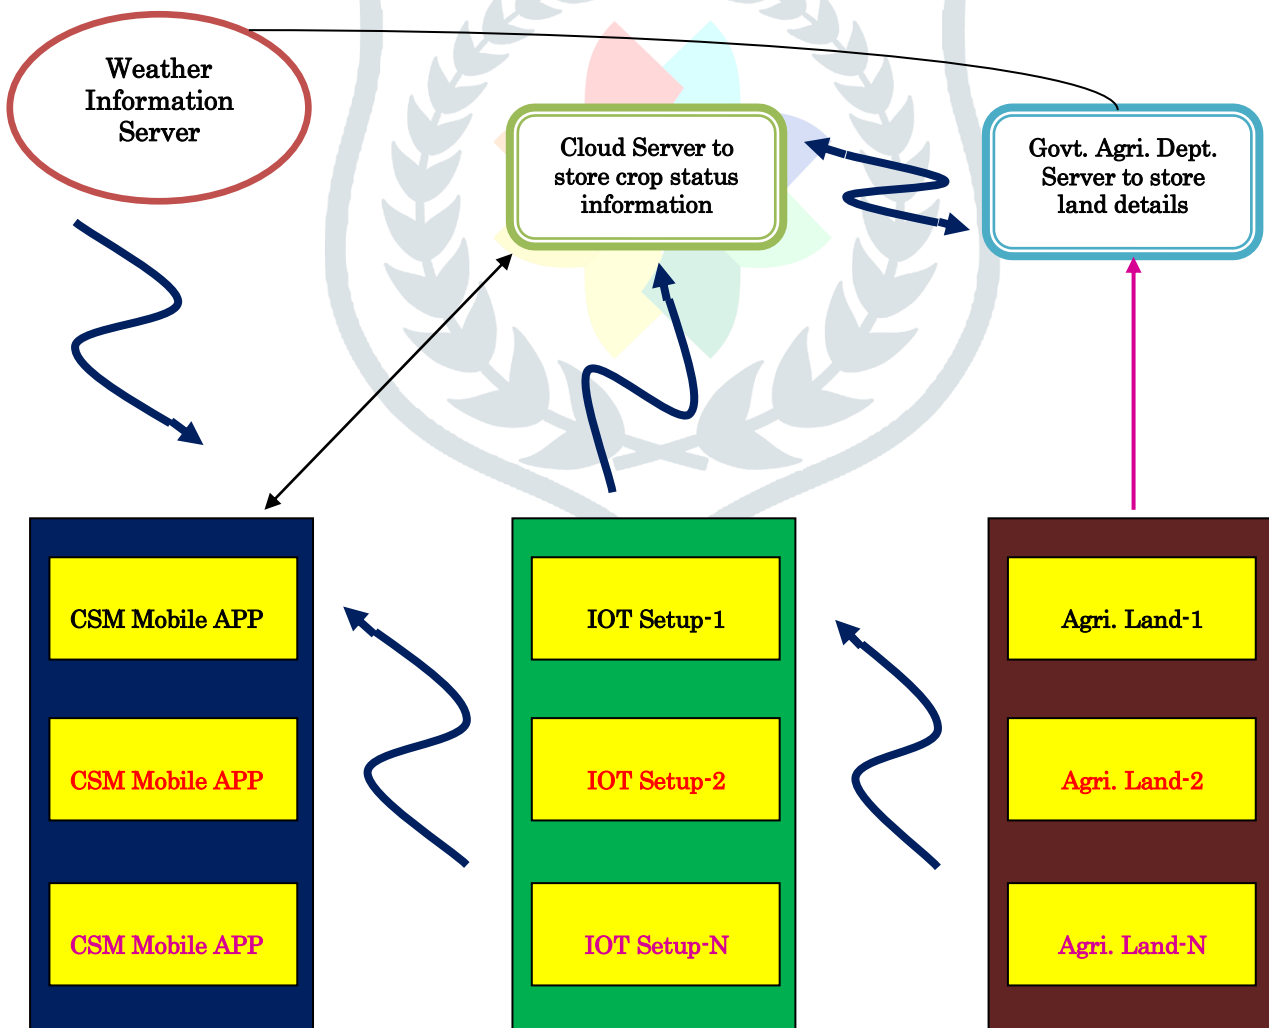 Weather
Information
Server
Cloud Server to
store crop status
information
Govt. Agri. Dept.
Server to store
land details
CSM Mobile APP
IOT Setup-1
Agri. Land-1
CSM Mobile APP
IOT Setup-2
Agri. Land-2
CSM Mobile APP
IOT Setup-N
Agri. Land-N